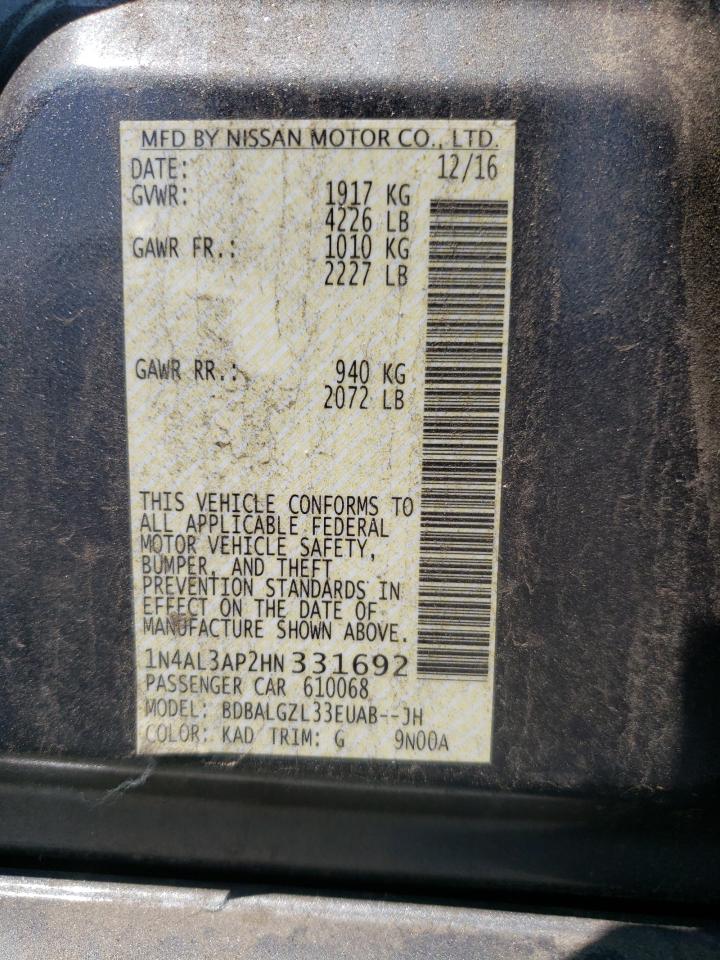 MFD BY NISSAN MOTOR CO., LTD.
DATE: 12/16
GVWR: 1917 KG
4226 LB
GAWR FR.: 1010 KG
2227 LB
GAWR RR.: 940 KG
2072 LB
THIS VEHICLE CONFORMS TO
ALL APPLICABLE FEDERAL
MOTOR VEHICLE SAFETY,
BUMPER, AND THEFT
PREVENTION STANDARDS IN
EFFECT ON THE DATE OF
MANUFACTURE SHOWN ABOVE.
1N4AL3AP2HN 331692
PASSENGER CAR 610068
MODEL: BDBALGZL33EUAB--JH
COLOR: KAD TRIM: G 9N00A